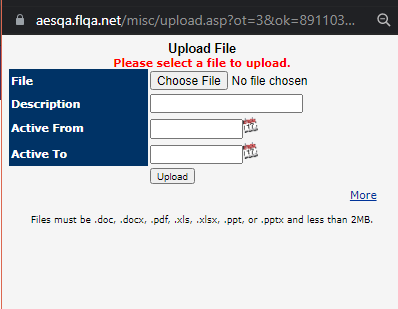 aesqa.flqa.net/misc/upload.asp?ot=3&ok=891103...
Upload File
Please select a file to upload.
File Choose File No file chosen
Description
Active From
Active To
Upload
More
Files must be .doc, .docx, .pdf, .xls, .xlsx, .ppt, or .pptx and less than 2MB.